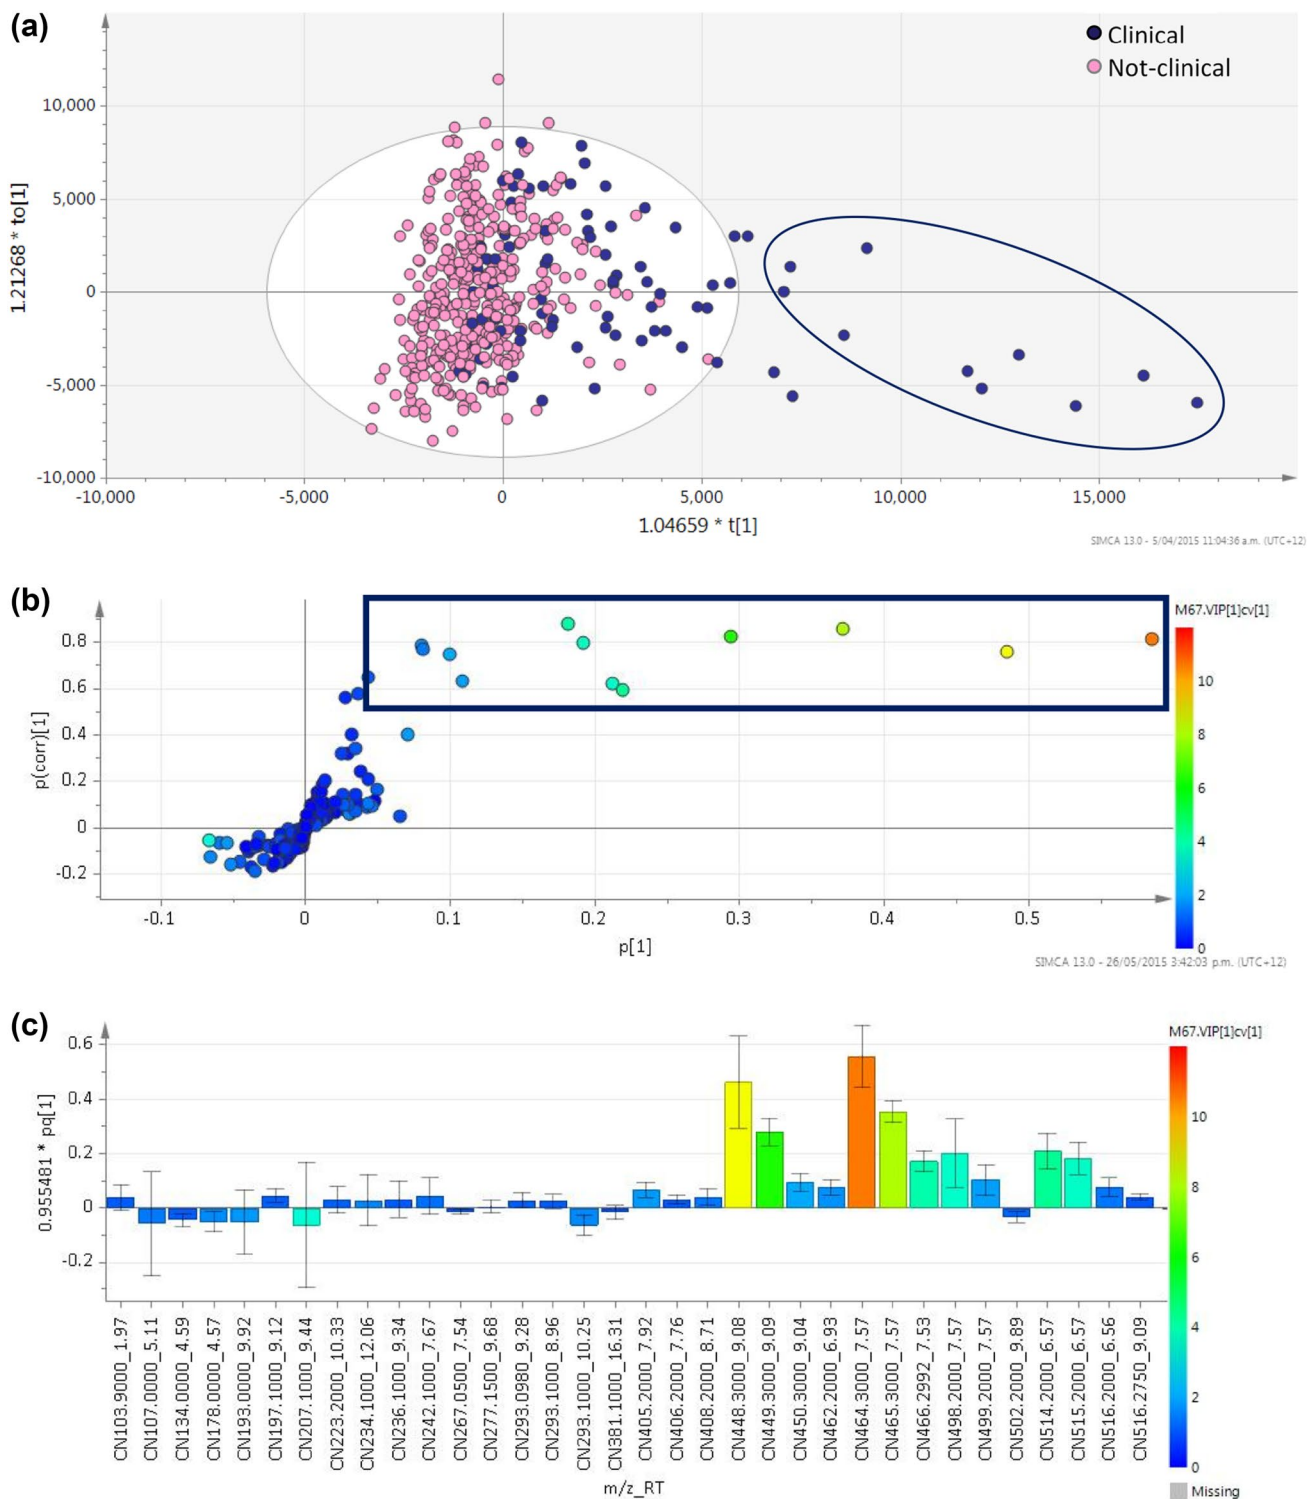 (a)
Clinical
Not-clinical
1.21268 * to[1]
10,000
5,000
0
-5,000
-10,000
-10,000 -5,000 0 5,000 10,000 15,000
1.04659 * t[1]
SIMCA 13.0 - 5/04/2015 11:04:36 a.m. (UTC+12)
(b)
M67.VIP[1]cv[1]
p(corr)[1]
0.8
0.6
0.4
0.2
0
-0.2
-0.1 0 0.1 0.2 0.3 0.4 0.5
p[1]
10
8
6
4
2
0
SIMCA 13.0 - 26/05/2015 3:42:03 p.m. (UTC+12)
(c)
M67.VIP[1]cv[1]
0.955481 * pq[1]
0.6
0.4
0.2
0
-0.2
10
8
6
4
2
0
Missing
CN103.9000_1.97
CN107.0000_5.11
CN134.0000_4.59
CN178.0000_4.57
CN193.0000_9.92
CN197.1000_9.12
CN207.1000_9.44
CN223.2000_10.33
CN234.1000_12.06
CN236.1000_9.34
CN242.1000_7.67
CN267.0500_7.54
CN277.1500_9.68
CN293.0980_9.28
CN293.1000_8.96
CN293.1000_10.25
CN381.1000_16.31
CN405.2000_7.92
CN406.2000_7.76
CN408.2000_8.71
CN448.3000_9.08
CN449.3000_9.09
CN450.3000_9.04
CN462.2000_6.93
CN464.3000_7.57
CN465.3000_7.57
CN466.2992_7.53
CN498.2000_7.57
CN499.2000_7.57
CN502.2000_9.89
CN514.2000_6.57
CN515.2000_6.57
CN516.2000_6.56
CN516.2750_9.09
m/z_RT